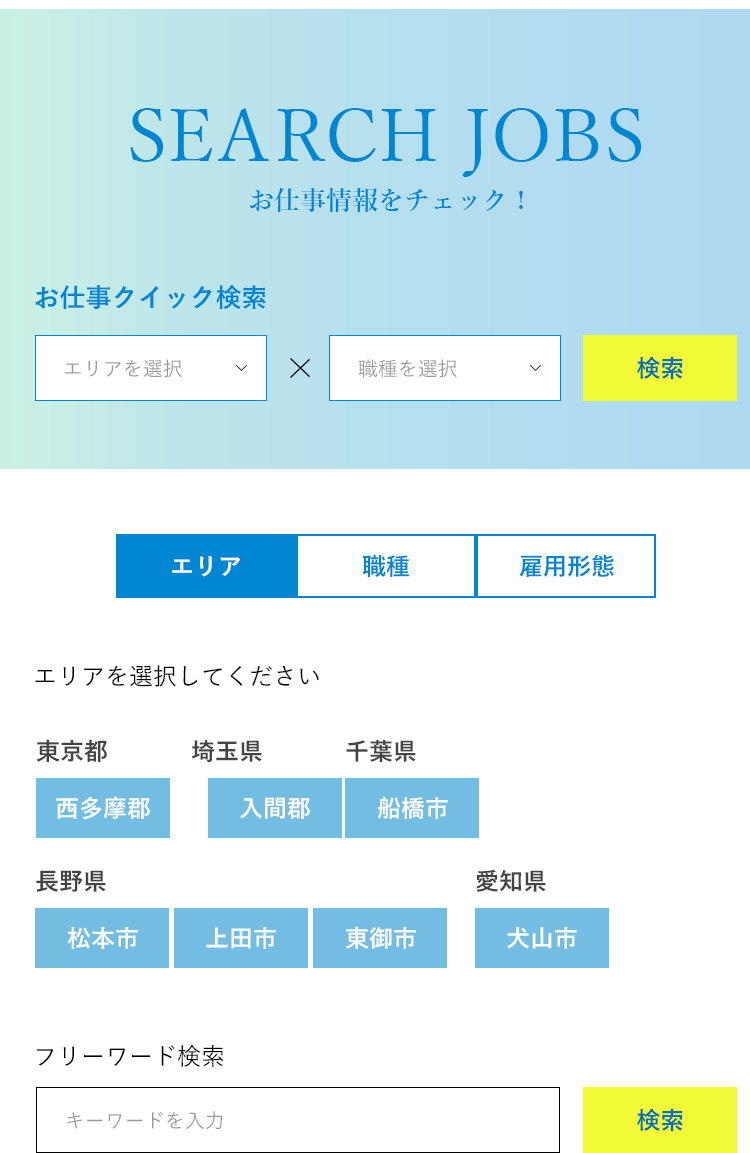 SEARCH JOBS
お仕事情報をチェック！
お仕事クイック検索
エリアを選択 × 職種を選択 検索
エリア 職種 雇用形態
エリアを選択してください
東京都 埼玉県 千葉県
西多摩郡 入間郡 船橋市
長野県 愛知県
松本市 上田市 東御市 犬山市
フリーワード検索
キーワードを入力 検索